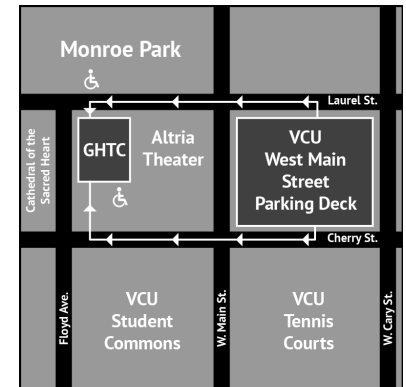 Monroe Park
Laurel St.
Cathedral of the
Sacred Heart
GHTC
Altria
Theater
VCU
West Main
Street
Parking Deck
Cherry St.
Floyd Ave.
VCU
Student
Commons
W. Main St.
VCU
Tennis
Courts
W. Cary St.